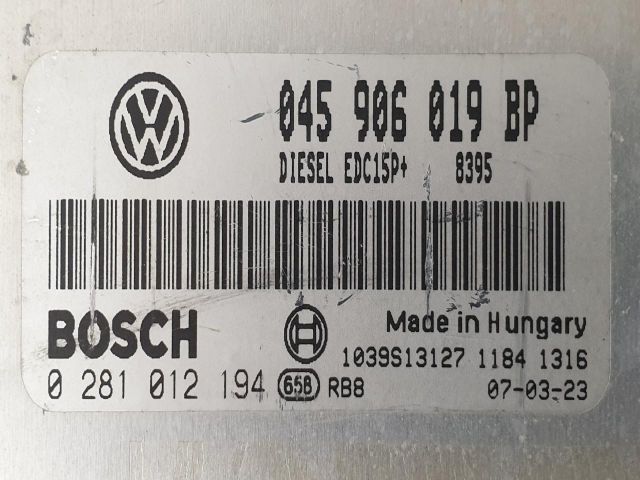 045 906 019 BP
DIESEL EDC15P+ 8395
BOSCH
Made in Hungary
1039S13127 1184 1316
0 281 012 194 658 RB8 07-03-23